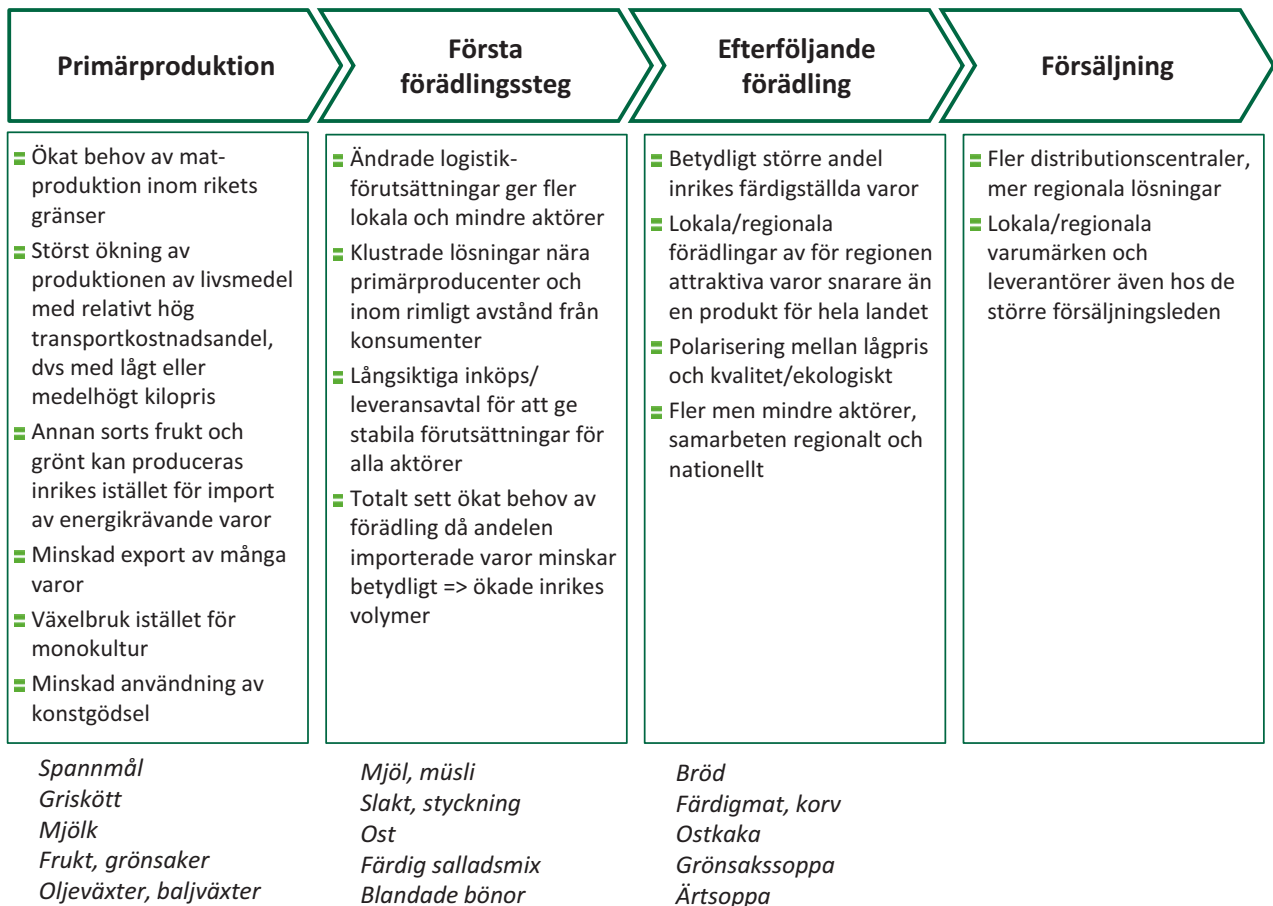 Primärproduktion
Första
förädlingssteg
Efterföljande
förädling
Försäljning
Ökat behov av mat-
produktion inom rikets
gränser
Störst ökning av
produktionen av livsmedel
med relativt hög
transportkostnadsandel,
dvs med lågt eller
medelhögt kilopris
Annan sorts frukt och
grönt kan produceras
inrikes istället för import
av energikrävande varor
Minskad export av många
varor
Växelbruk istället för
monokultur
Minskad användning av
konstgödsel
Ändrade logistik-
förutsättningar ger fler
lokala och mindre aktörer
Klustrade lösningar nära
primärproducenter och
inom rimligt avstånd från
konsumenter
Långsiktiga inköps/
leveransavtal för att ge
stabila förutsättningar för
alla aktörer
Totalt sett ökat behov av
förädling då andelen
importerade varor minskar
betydligt => ökade inrikes
volymer
Betydligt större andel
inrikes färdigställda varor
Lokala/regionala
förädlingar av för regionen
attraktiva varor snarare än
en produkt för hela landet
Polarisering mellan lågpris
och kvalitet/ekologiskt
Fler men mindre aktörer,
samarbeten regionalt och
nationellt
Fler distributionscentraler,
mer regionala lösningar
Lokala/regionala
varumärken och
leverantörer även hos de
större försäljningsleden
Spannmål
Griskött
Mjölk
Frukt, grönsaker
Oljeväxter, baljväxter
Mjöl, müsli
Slakt, styckning
Ost
Färdig salladsmix
Blandade bönor
Bröd
Färdigmat, korv
Ostkaka
Grönsakssoppa
Ärtsoppa